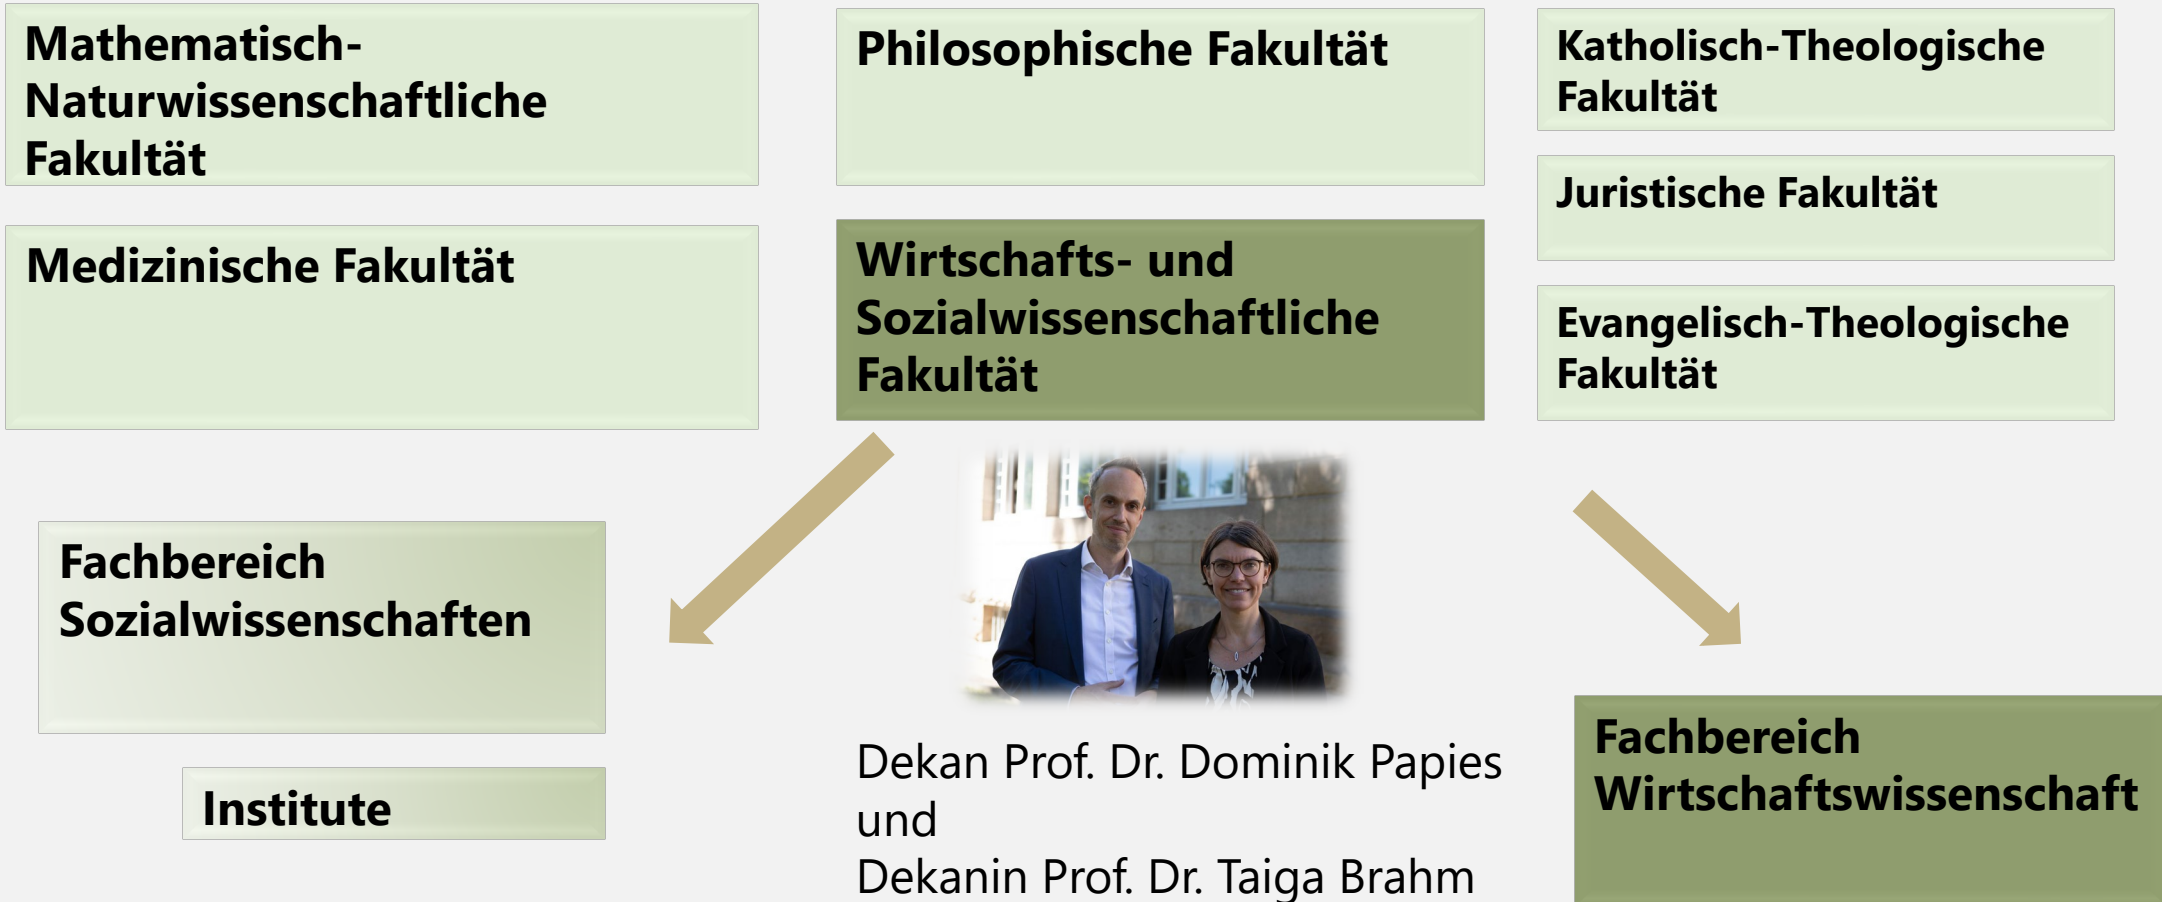 Mathematisch-
Naturwissenschaftliche
Fakultät
Philosophische Fakultät
Katholisch-Theologische
Fakultät
Juristische Fakultät
Medizinische Fakultät
Wirtschafts- und
Sozialwissenschaftliche
Fakultät
Evangelisch-Theologische
Fakultät
Fachbereich
Sozialwissenschaften
Institute
Dekan Prof. Dr. Dominik Papies
und
Dekanin Prof. Dr. Taiga Brahm
Fachbereich
Wirtschaftswissenschaft